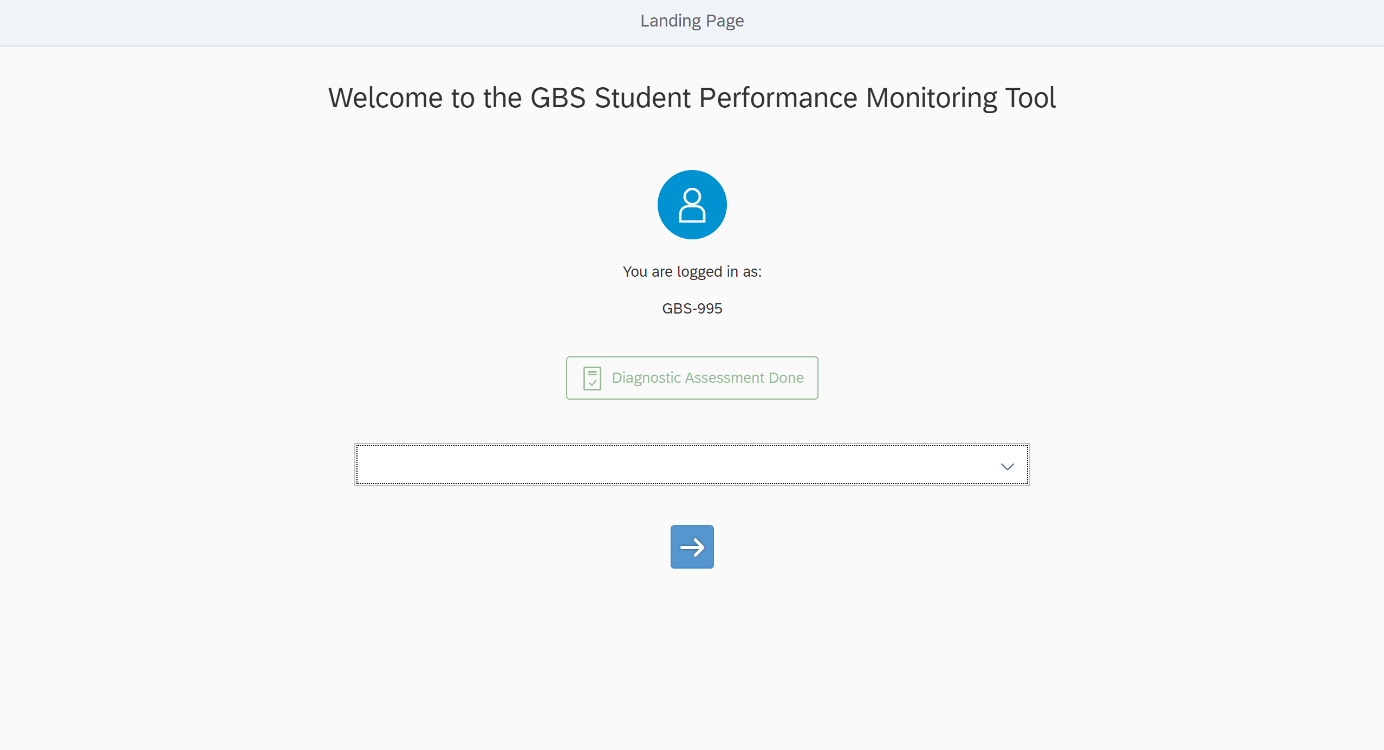 Landing Page
Welcome to the GBS Student Performance Monitoring Tool
You are logged in as:
GBS-995
Diagnostic Assessment Done